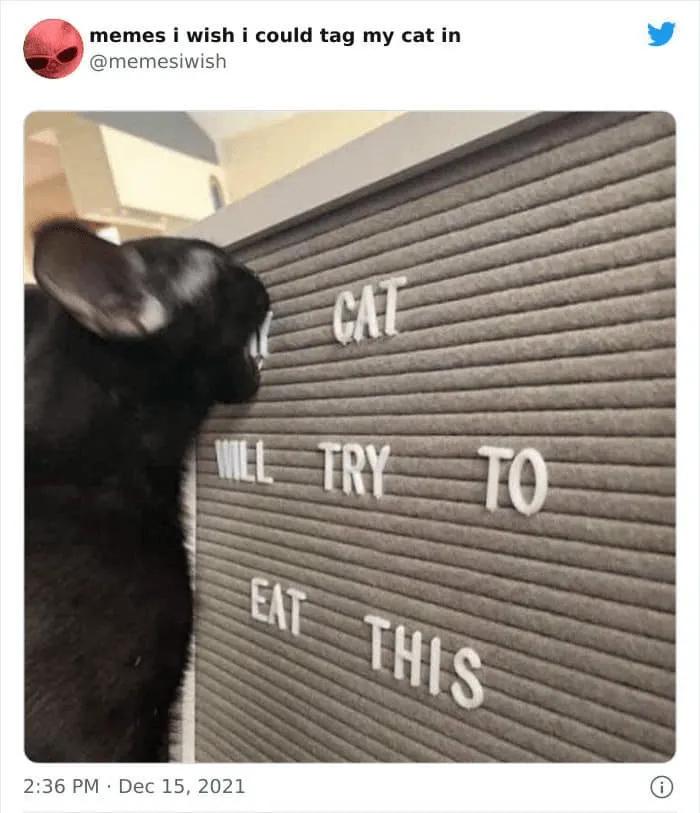 memes i wish i could tag my cat in
@memesiwish
CAT
WILL TRY TO
EAT THIS
2:36 PM · Dec 15, 2021